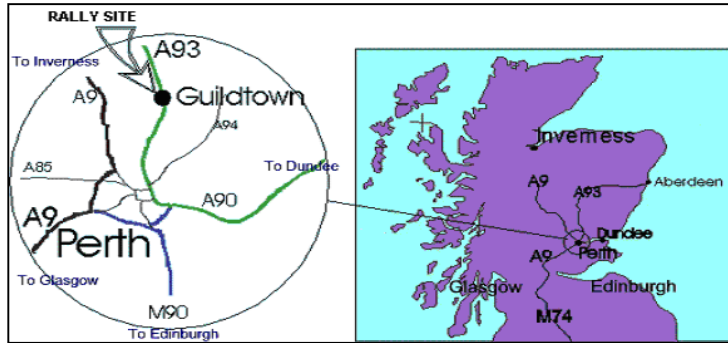 RALLY SITE
A93
To Inverness
A9
Guildtown
A94
To Dundee
A85
A90
A9
Perth
To Glasgow
M90
To Edinburgh
Inverness
A9
A93
Aberdeen
Dundee
Perth
A9
Glasgow
Edinburgh
M74